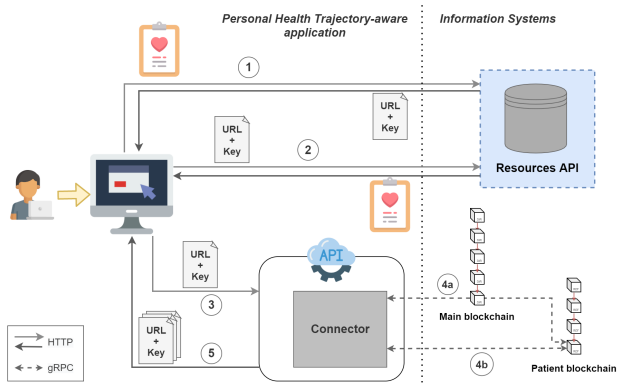 Personal Health Trajectory-aware
application
Information Systems
1
URL
+
Key
URL
+
Key
2
Resources API
API
URL
+
Key
3
4a
Main blockchain
Connector
HTTP
gRPC
URL
+
Key
5
4b
Patient blockchain